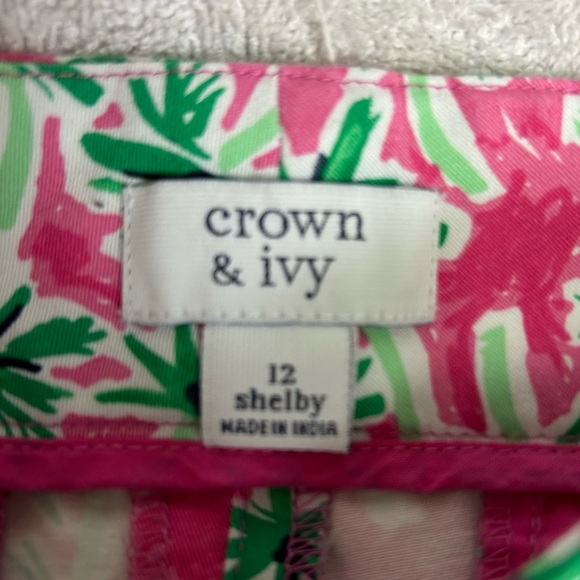 crown
& ivy
12
shelby
MADE IN INDIA